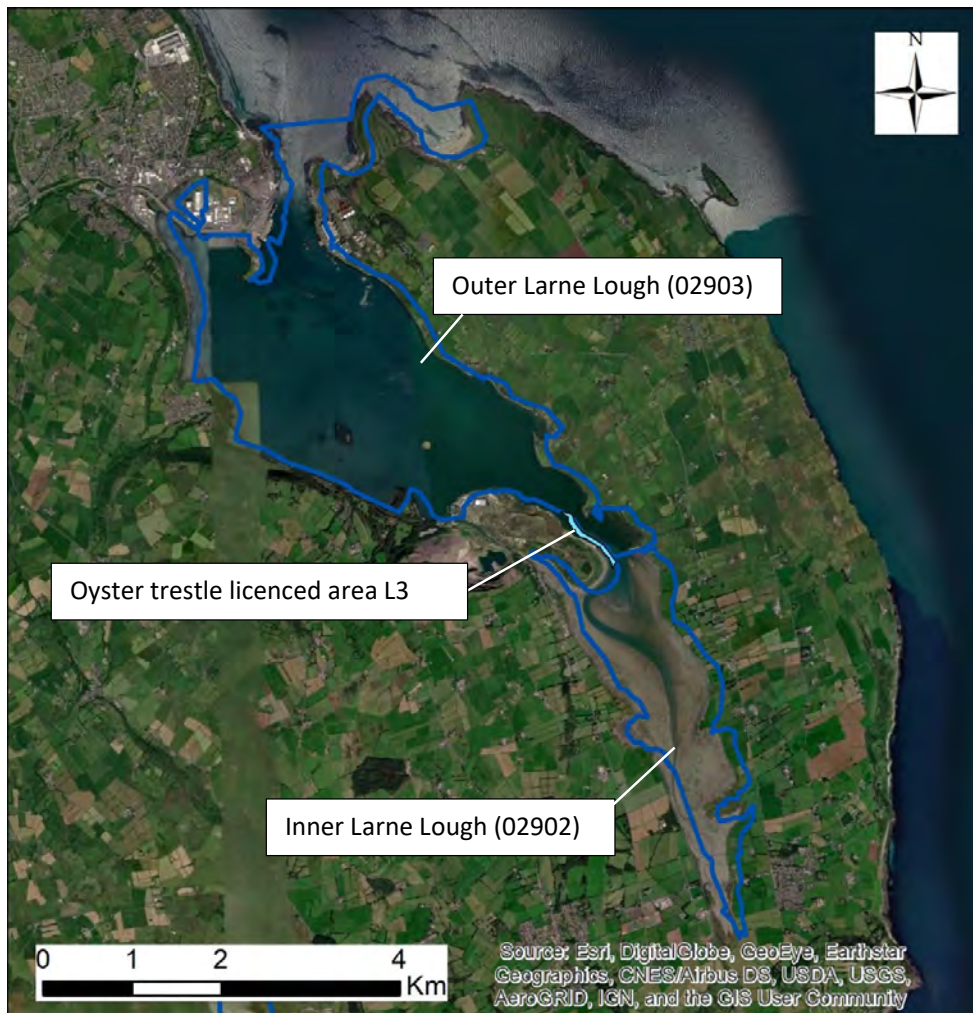 N
Outer Larne Lough (02903)
Oyster trestle licenced area L3
Inner Larne Lough (02902)
0 1 2 4
Km
Source: Esri, DigitalGlobe, GeoEye, Earthstar
Geographics, CNES/Airbus DS, USDA, USGS,
AeroGRID, IGN, and the GIS User Community